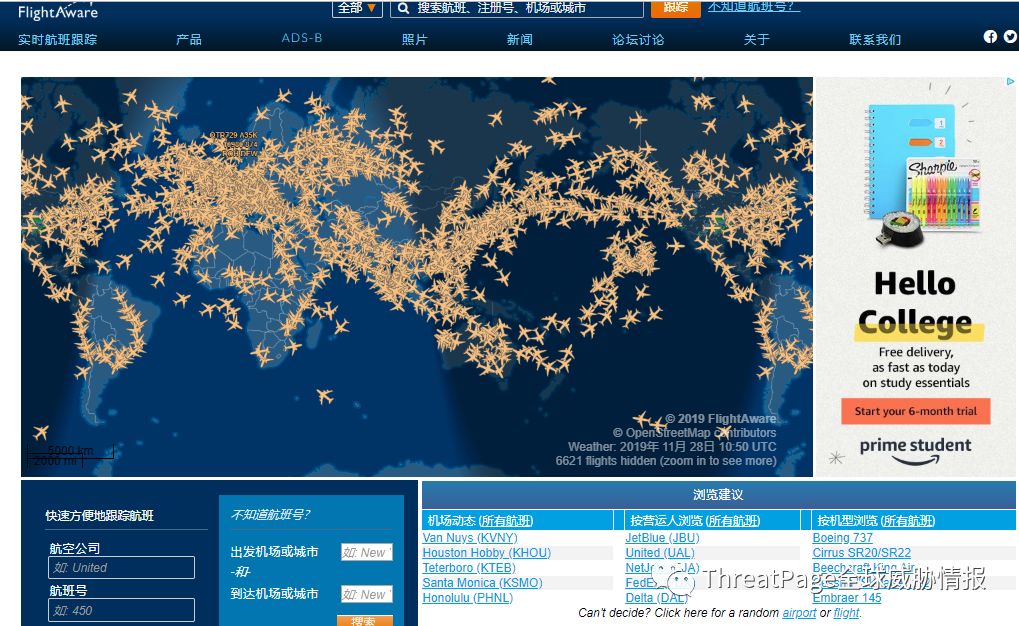 FlightAware
全部 ▼
搜索航班、注册号、机场或城市
跟踪
不知道航班号？
实时航班跟踪 产品 ADS-B 照片 新闻 论坛讨论 关于 联系我们
5000 km
2000 mi
© 2019 FlightAware
© OpenStreetMap contributors
Weather: 2019年 11月 28日 10:50 UTC
6621 flights hidden (zoom in to see more)
1
2
Sharpie
Hello
College
Free delivery,
as fast as today
on study essentials
Start your 6-month trial
prime student
快速方便地跟踪航班
航空公司
如: United
航班号
如: 450
不知道航班号?
出发机场或城市
如: New
-和-
到达机场或城市
如: New
搜索
浏览建议
机场动态 (所有航班)
Van Nuys (KVNY)
Houston Hobby (KHOU)
Teterboro (KTEB)
Santa Monica (KSMO)
Honolulu (PHNL)
按营运人浏览 (所有航班)
JetBlue (JBU)
United (UAL)
Delta (DAL)
按机型浏览 (所有航班)
Boeing 737
Cirrus SR20/SR22
Beechcraft King Air
Embraer 145
Can't decide? Click here for a random airport or flight.
ThreatPage全球威胁情报